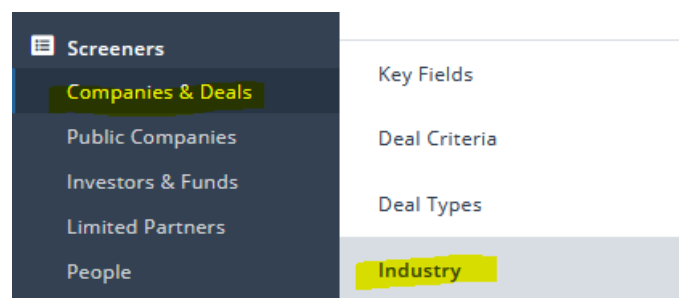 Screeners
Companies & Deals
Public Companies
Investors & Funds
Limited Partners
People
Key Fields
Deal Criteria
Deal Types
Industry